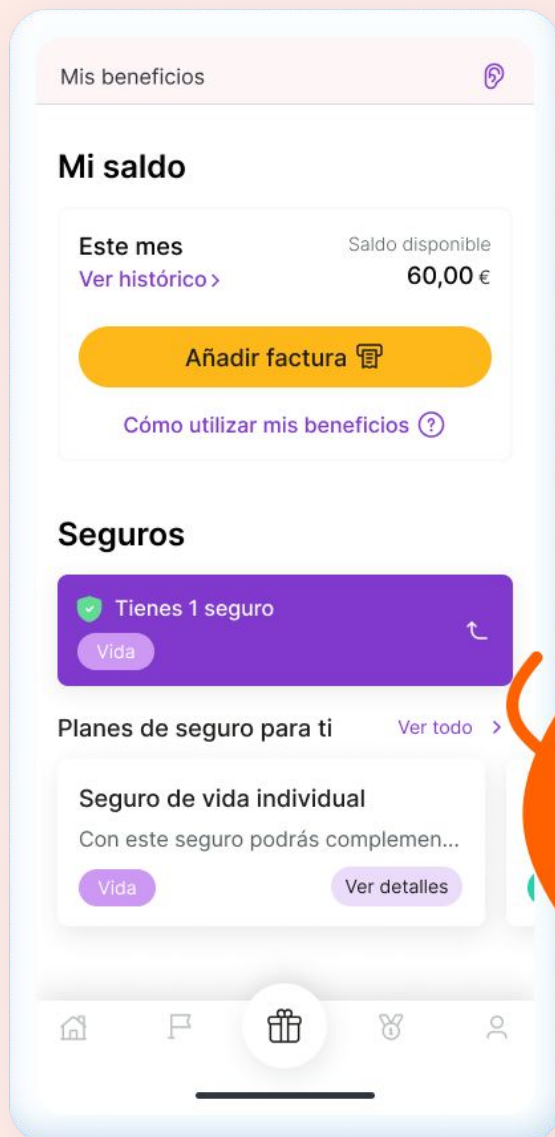 Mis beneficios
Mi saldo
Este mes
Saldo disponible
Ver histórico >
60,00 €
Añadir factura
Cómo utilizar mis beneficios ?
Seguros
Tienes 1 seguro
Vida
Planes de seguro para ti
Ver todo >
Seguro de vida individual
Con este seguro podrás complemen...
Vida
Ver detalles